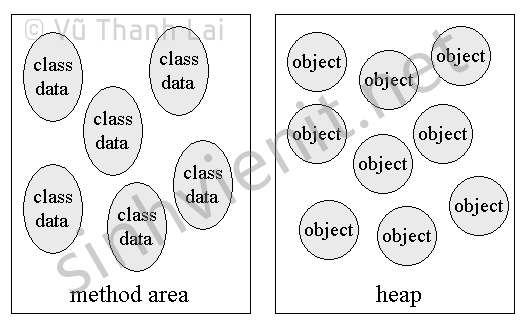 © Vũ Thanh Lai
class
data
class
data
class
data
class
data
class
data
class
data
method area
object
object
object
object
object
object
object
object
object
heap
sinhvienit.net